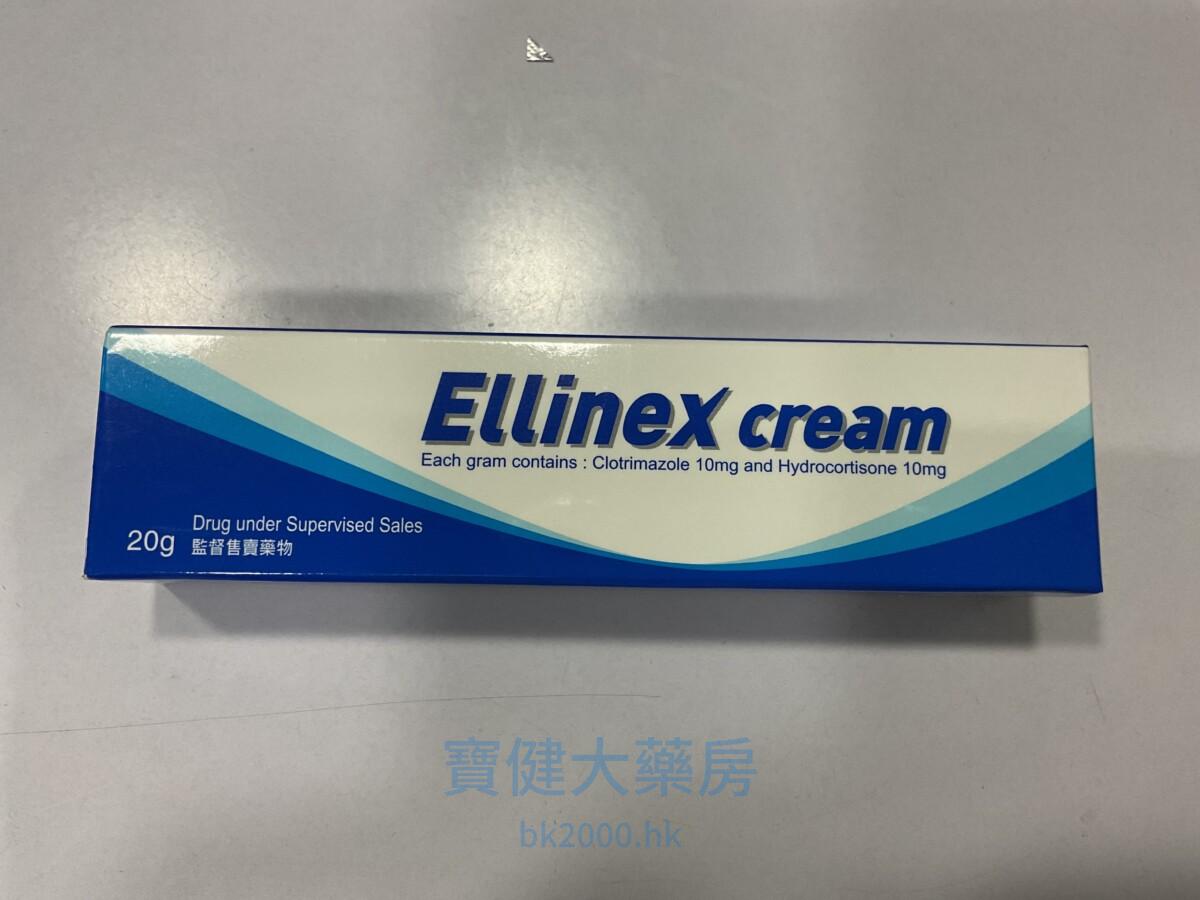 Ellinex cream
Each gram contains : Clotrimazole 10mg and Hydrocortisone 10mg
Drug under Supervised Sales
20g 監督售賣藥物
寶健大藥房
bk2000.hk